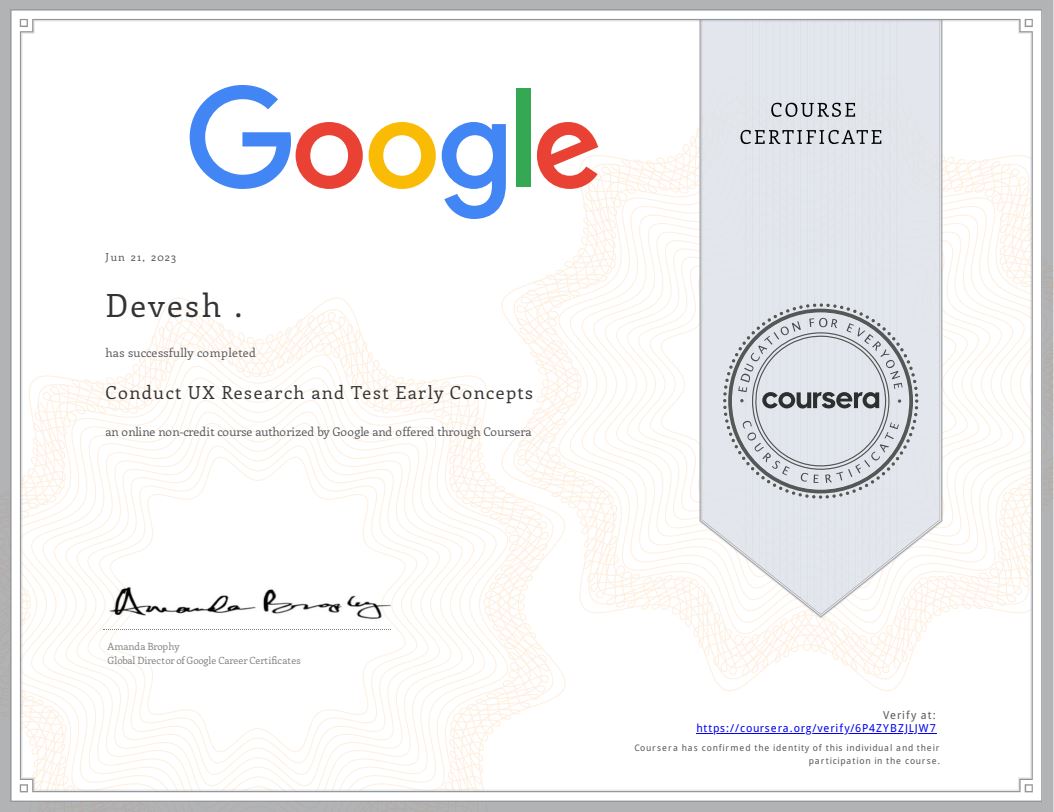 Google
COURSE
CERTIFICATE
Jun 21, 2023
Devesh .
has successfully completed
Conduct UX Research and Test Early Concepts
an online non-credit course authorized by Google and offered through Coursera
EDUCATION FOR EVERYONE
coursera
COURSE CERTIFICATE
Amanda Brophy
Amanda Brophy
Global Director of Google Career Certificates
Verify at:
https://coursera.org/verify/6P4ZYBZJLJW7
Coursera has confirmed the identity of this individual and their
participation in the course.